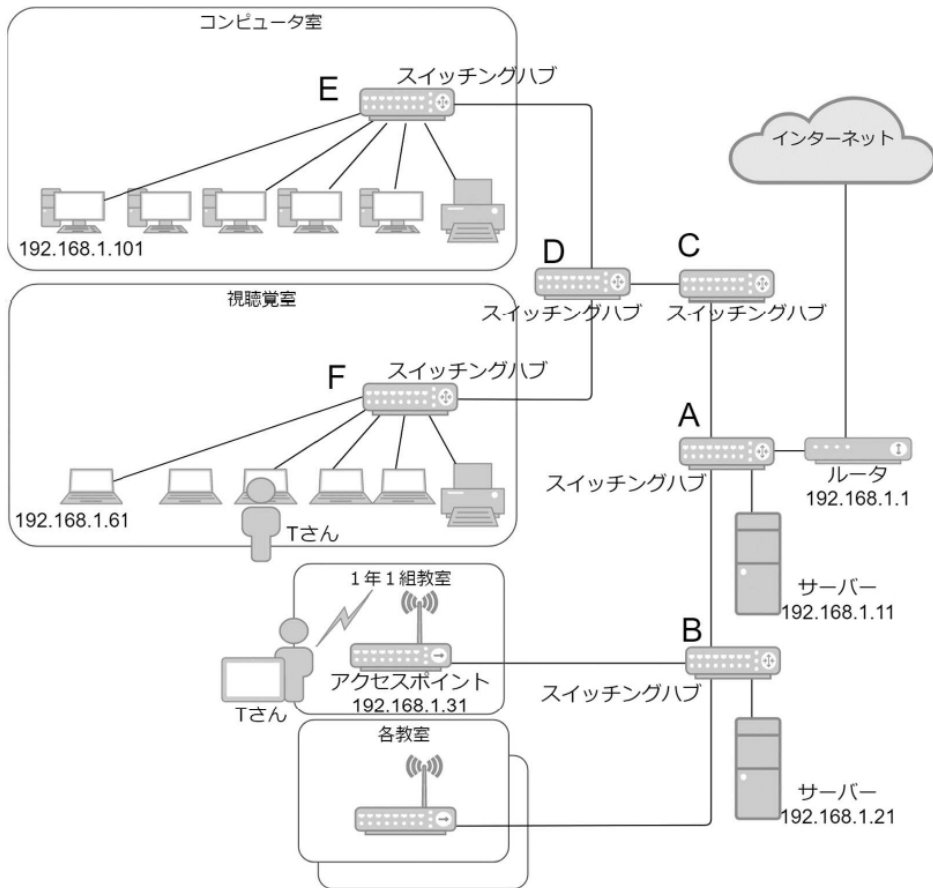 コンピュータ室
E
スイッチングハブ
192.168.1.101
インターネット
D
スイッチングハブ
C
スイッチングハブ
視聴覚室
F
スイッチングハブ
192.168.1.61
Tさん
A
スイッチングハブ
ルータ
192.168.1.1
サーバー
192.168.1.11
1年1組教室
Tさん
アクセスポイント
192.168.1.31
B
スイッチングハブ
各教室
サーバー
192.168.1.21